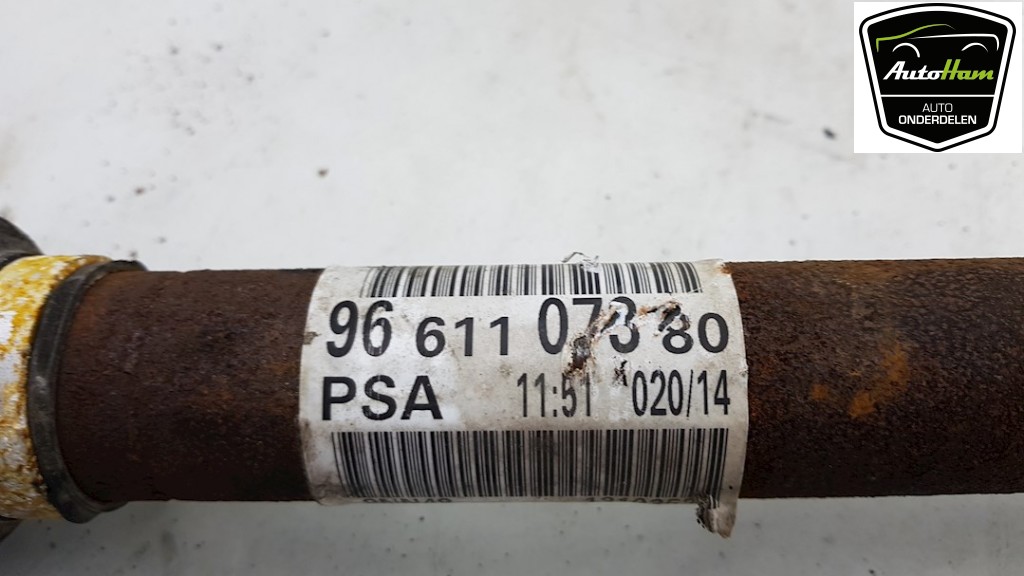 AutoHam
AUTO
ONDERDELEN
96 611 073 80
PSA 11:51 020/14